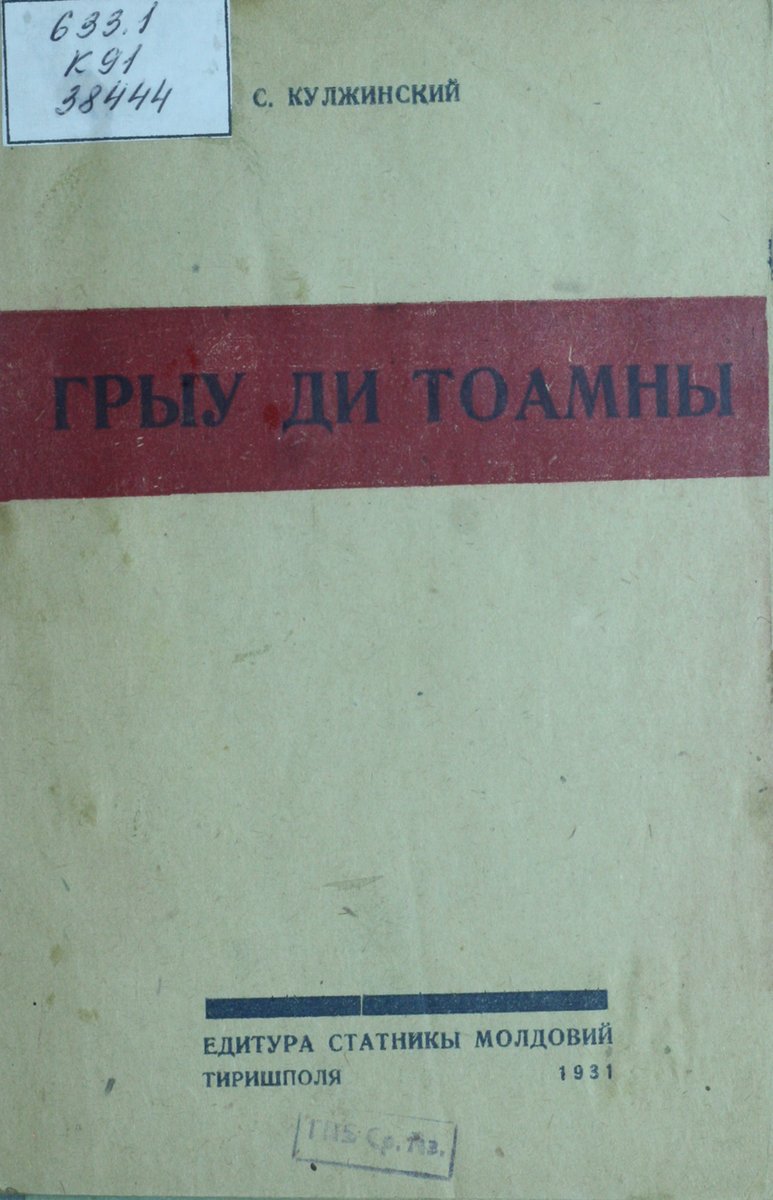 633.1
К91
38444
С. КУЛЖИНСКИЙ
ГРЫУ ДИ ТОАМНЫ
ЕДИТУРА СТАТНИКЫ МОЛДОВИЙ
ТИРИШПОЛЯ 1931